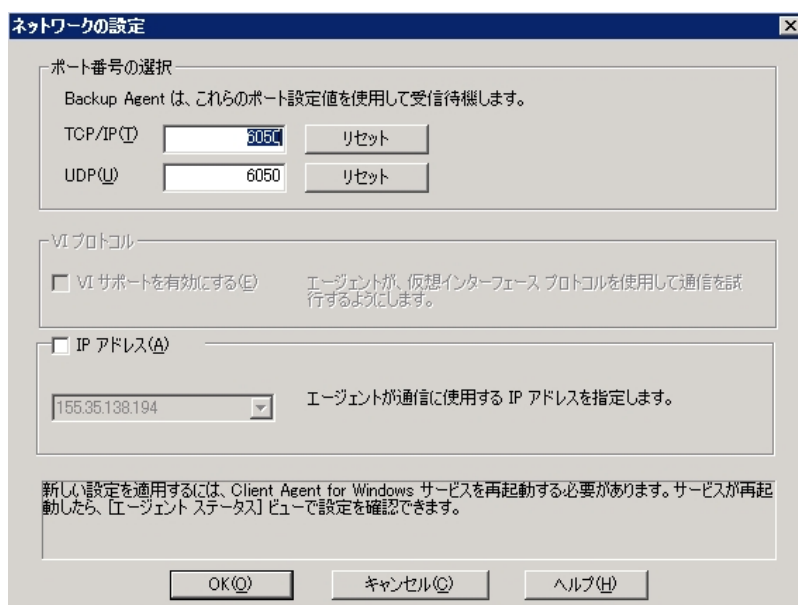 ネットワークの設定
ポート番号の選択
Backup Agent は、これらのポート設定値を使用して受信待機します。
TCP/IP(T) 6050 リセット
UDP(U) 6050 リセット
VI プロトコル
VI サポートを有効にする(E) エージェントが、仮想インターフェース プロトコルを使用して通信を試
行するようにします。
IP アドレス(A)
155.35.138.194 エージェントが通信に使用する IP アドレスを指定します。
新しい設定を適用するには、Client Agent for Windows サービスを再起動する必要があります。サービスが再起
動したら、[エージェント ステータス] ビューで設定を確認できます。
OK(O) キャンセル(C) ヘルプ(H)